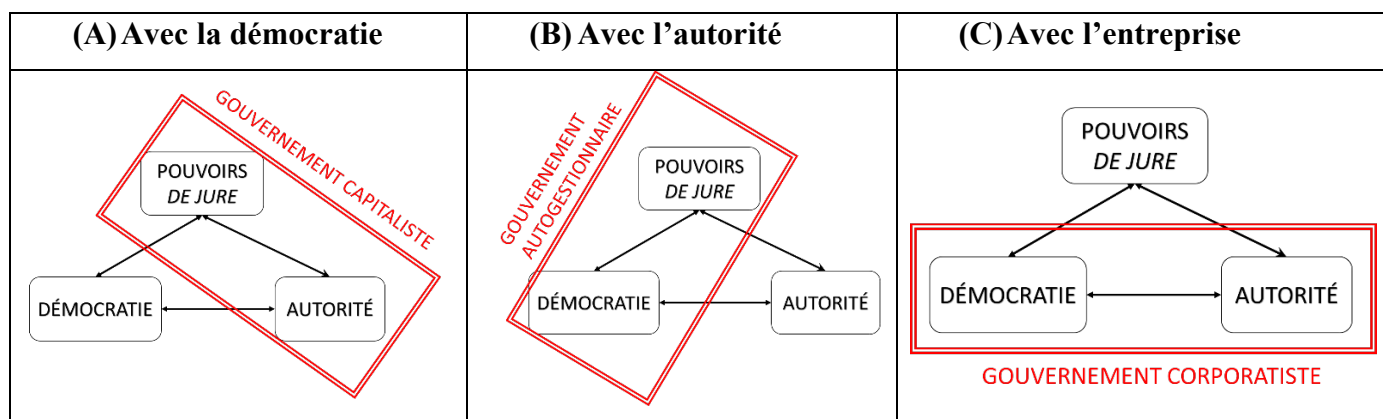 (A) Avec la démocratie
(B) Avec l’autorité
(C) Avec l’entreprise
GOUVERNEMENT CAPITALISTE
POUVOIRS
DE JURE
DÉMOCRATIE
AUTORITÉ
GOUVERNEMENT
AUTOGESTIONNAIRE
POUVOIRS
DE JURE
DÉMOCRATIE
AUTORITÉ
POUVOIRS
DE JURE
DÉMOCRATIE
AUTORITÉ
GOUVERNEMENT CORPORATISTE